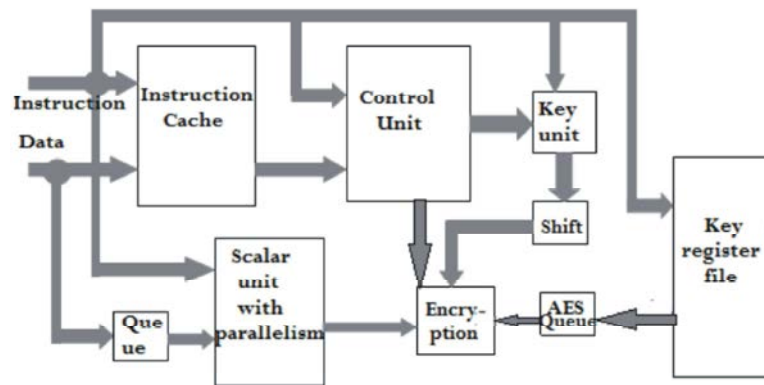 Instruction
Data
Instruction
Cache
Control
Unit
Key
unit
Shift
Key
register
file
Scalar
unit
with
parallelism
Que
ue
Encry-
ption
AES
Queue